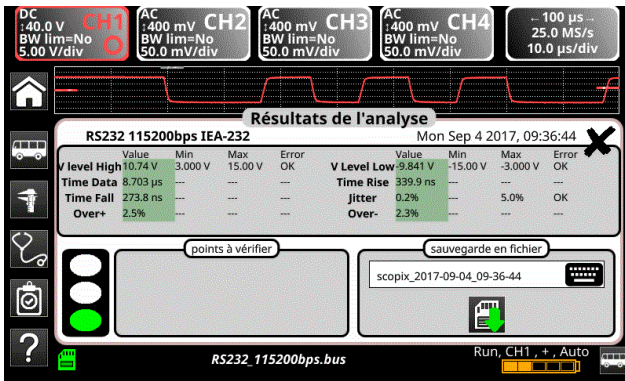 DC
↕40.0 V CH1
BW lim=No
5.00 V/div
AC
↕400 mV CH2
BW lim=No
50.0 mV/div
AC
↕400 mV CH3
BW lim=No
50.0 mV/div
AC
↕400 mV CH4
BW lim=No
50.0 mV/div
←100 µs→
25.0 MS/s
10.0 µs/div
Résultats de l'analyse
RS232 115200bps IEA-232 Mon Sep 4 2017, 09:36:44
Value Min Max Error Value Min Max Error
V level High 10.74 V 3.000 V 15.00 V OK V Level Low -9.841 V -15.00 V -3.000 V OK
Time Data 8.703 µs --- --- --- Time Rise 339.9 ns --- --- ---
Time Fall 273.8 ns --- --- --- Jitter 0.2% --- 5.0% OK
Over+ 2.5% --- --- --- Over- 2.3% --- --- ---
points à vérifier
sauvegarde en fichier
scopix_2017-09-04_09-36-44
?
RS232_115200bps.bus
Run, CH1 , + , Auto